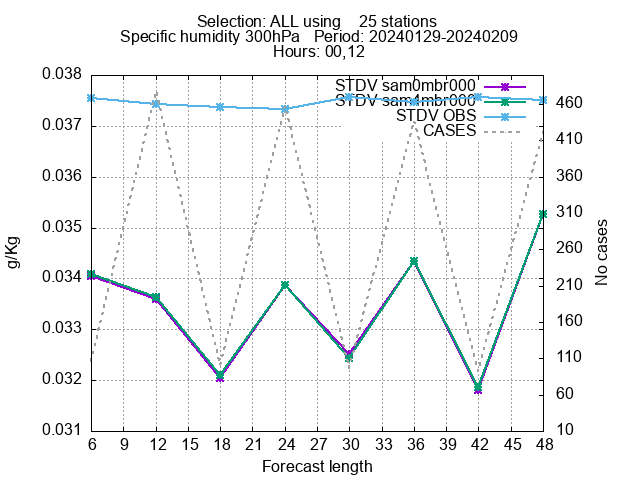 Selection: ALL using    25 stations
Specific humidity 300hPa   Period: 20240129-20240209
Hours: 00,12
STDV sam0mbr000
STDV sam4mbr000
STDV OBS
CASES
0.038
0.037
0.036
0.035
0.034
0.033
0.032
0.031
g/Kg
460
410
360
310
260
210
160
110
60
10
No cases
6 9 12 15 18 21 24 27 30 33 36 39 42 45 48
Forecast length